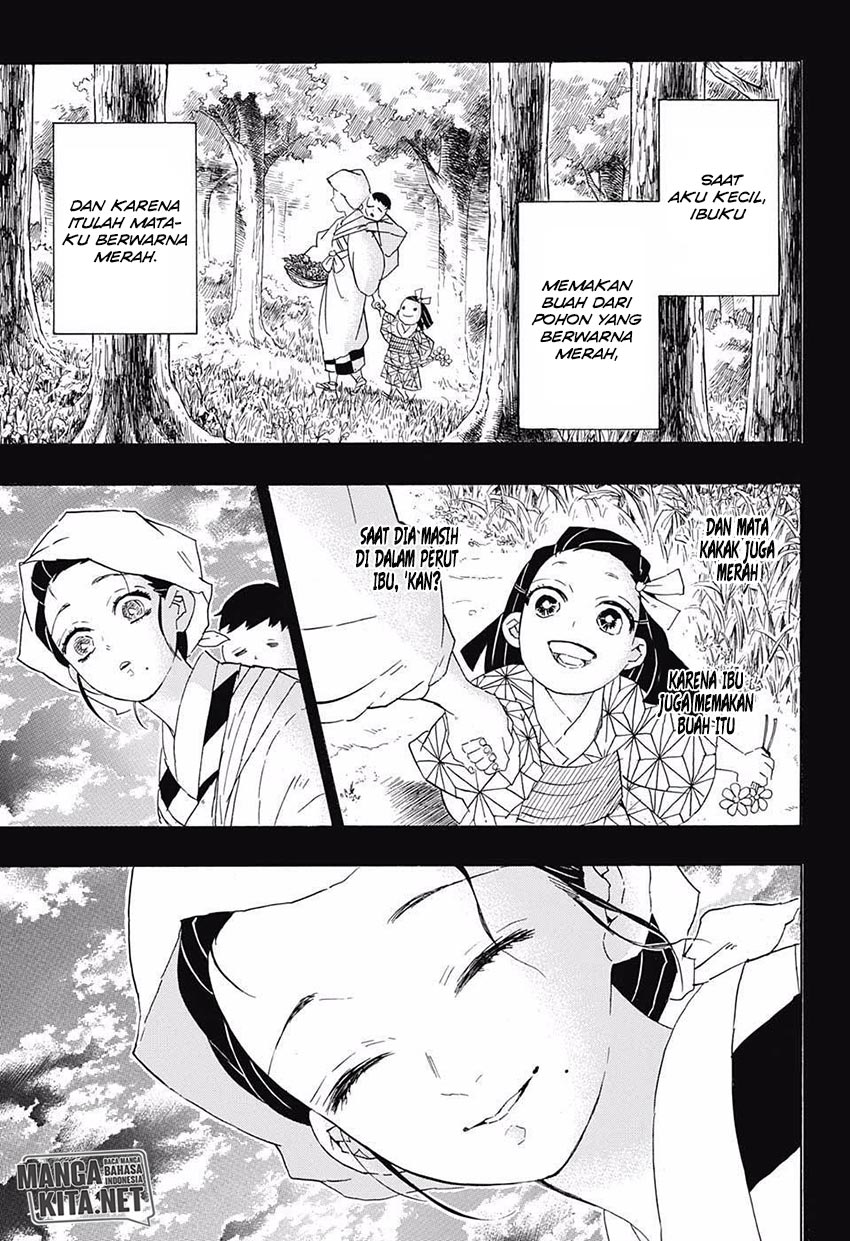 SAAT
AKU KECIL,
IBUKU
MEMAKAN
BUAH DARI
POHON YANG
BERWARNA
MERAH,
DAN KARENA
ITULAH MATA-
KU BERWARNA
MERAH.
DAN MATA
KAKAK JUGA
MERAH!
KARENA IBU
JUGA MEMAKAN
BUAH ITU
SAAT DIA MASIH
DI DALAM PERUT
IBU, 'KAN?
MANGA
KITA.NET
BACA MANGA
BAHASA
INDONESIA